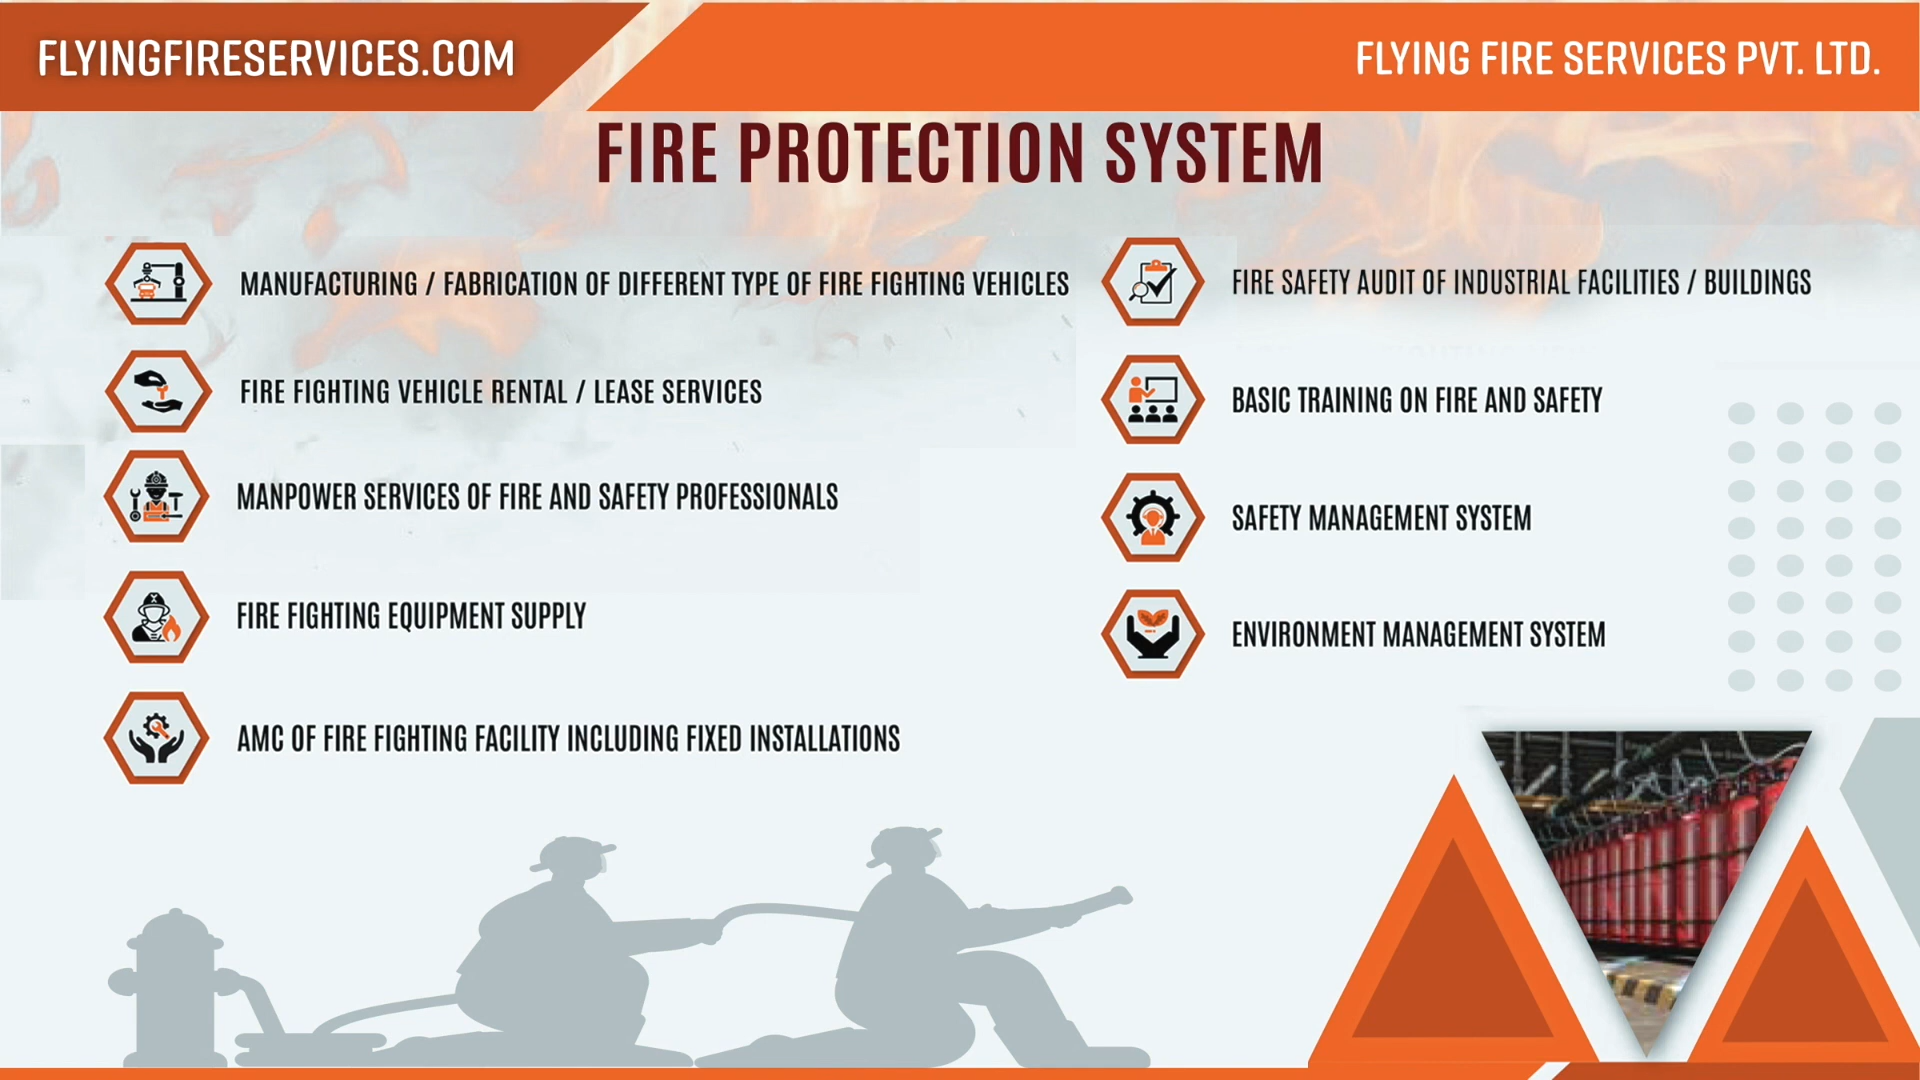 FLYINGFIRESERVICES.COM
FLYING FIRE SERVICES PVT. LTD.
FIRE PROTECTION SYSTEM
MANUFACTURING / FABRICATION OF DIFFERENT TYPE OF FIRE FIGHTING VEHICLES
FIRE FIGHTING VEHICLE RENTAL / LEASE SERVICES
MANPOWER SERVICES OF FIRE AND SAFETY PROFESSIONALS
FIRE FIGHTING EQUIPMENT SUPPLY
AMC OF FIRE FIGHTING FACILITY INCLUDING FIXED INSTALLATIONS
FIRE SAFETY AUDIT OF INDUSTRIAL FACILITIES / BUILDINGS
BASIC TRAINING ON FIRE AND SAFETY
SAFETY MANAGEMENT SYSTEM
ENVIRONMENT MANAGEMENT SYSTEM